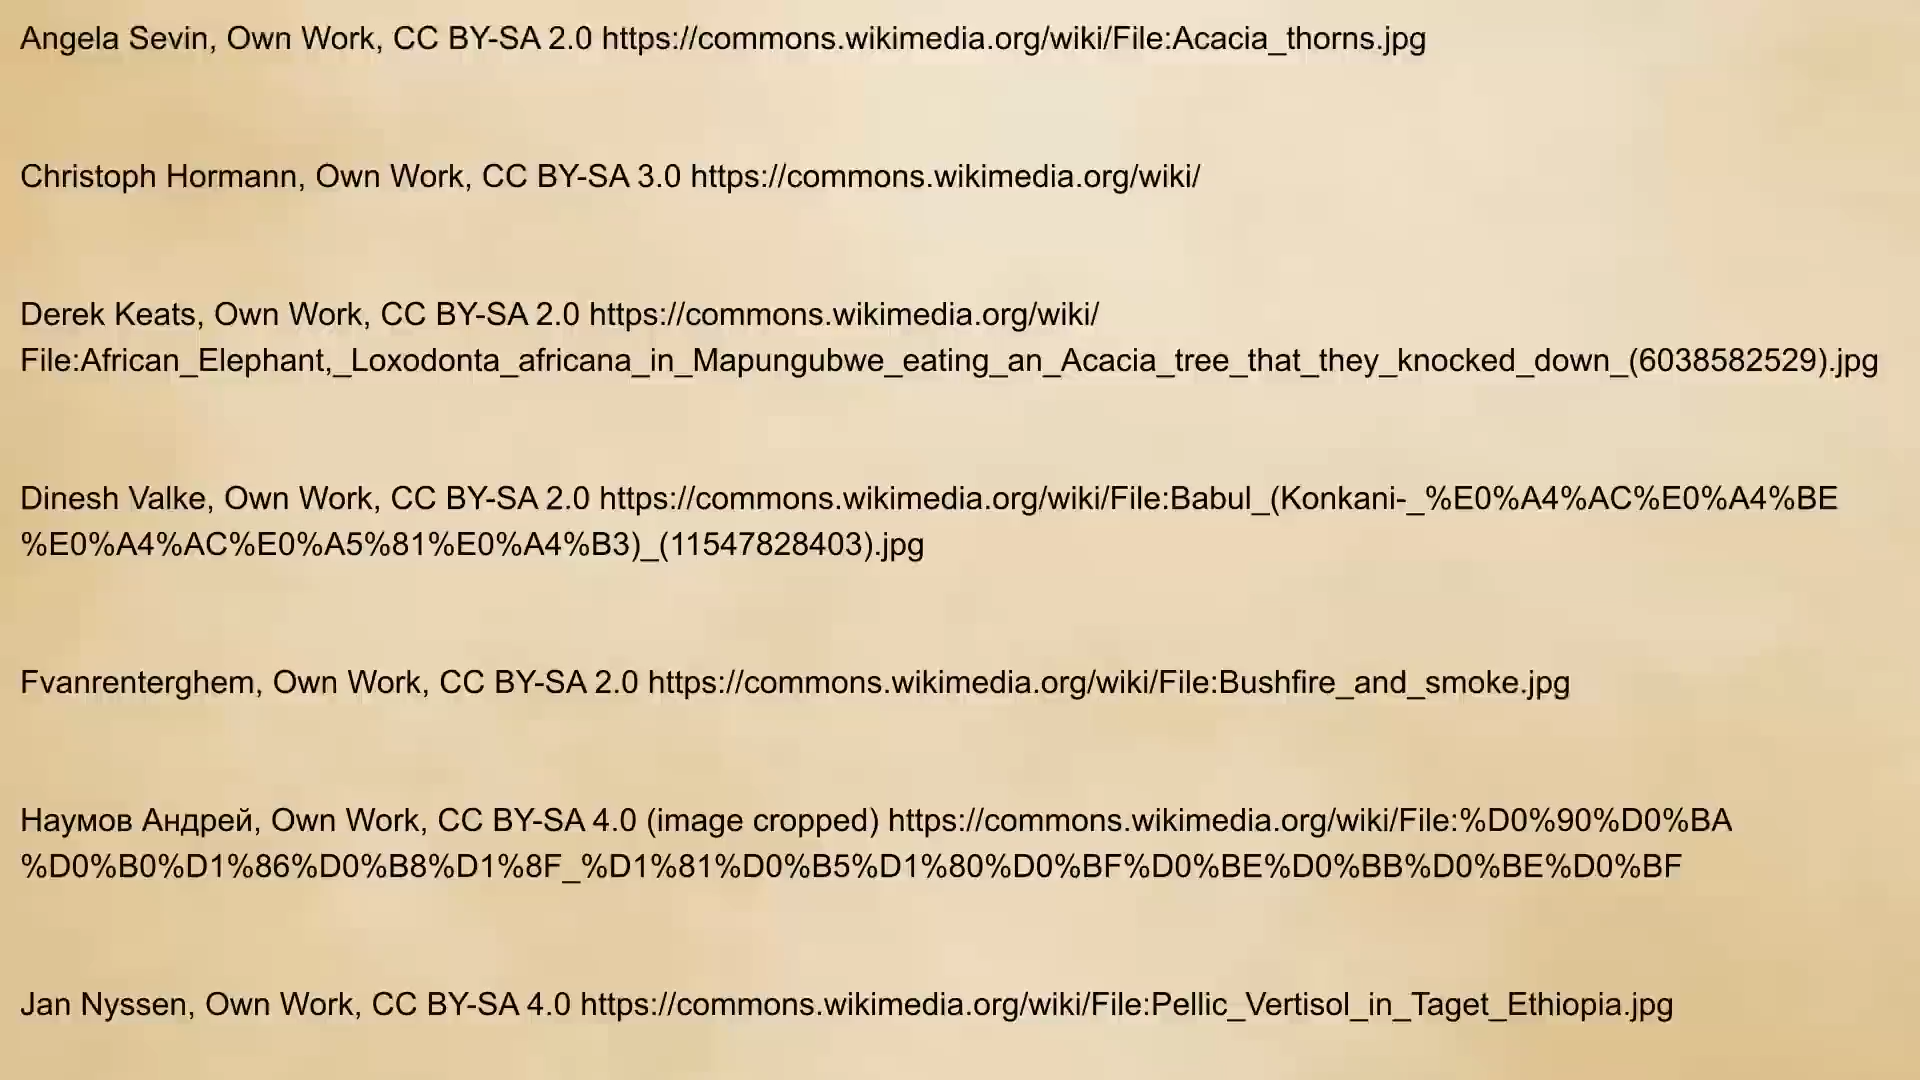 Angela Sevin, Own Work, CC BY-SA 2.0 https://commons.wikimedia.org/wiki/File:Acacia_thorns.jpg
Christoph Hormann, Own Work, CC BY-SA 3.0 https://commons.wikimedia.org/wiki/
Derek Keats, Own Work, CC BY-SA 2.0 https://commons.wikimedia.org/wiki/
File:African_Elephant,_Loxodonta_africana_in_Mapungubwe_eating_an_Acacia_tree_that_they_knocked_down_(6038582529).jpg
Dinesh Valke, Own Work, CC BY-SA 2.0 https://commons.wikimedia.org/wiki/File:Babul_(Konkani-_%E0%A4%AC%E0%A4%BE
%E0%A4%AC%E0%A5%81%E0%A4%B3)_(11547828403).jpg
Fvanrenterghem, Own Work, CC BY-SA 2.0 https://commons.wikimedia.org/wiki/File:Bushfire_and_smoke.jpg
Наумов Андрей, Own Work, CC BY-SA 4.0 (image cropped) https://commons.wikimedia.org/wiki/File:%D0%90%D0%BA
%D0%B0%D1%86%D0%B8%D1%8F_%D1%81%D0%B5%D1%80%D0%BF%D0%BE%D0%BB%D0%BE%D0%BF
Jan Nyssen, Own Work, CC BY-SA 4.0 https://commons.wikimedia.org/wiki/File:Pellic_Vertisol_in_Taget_Ethiopia.jpg